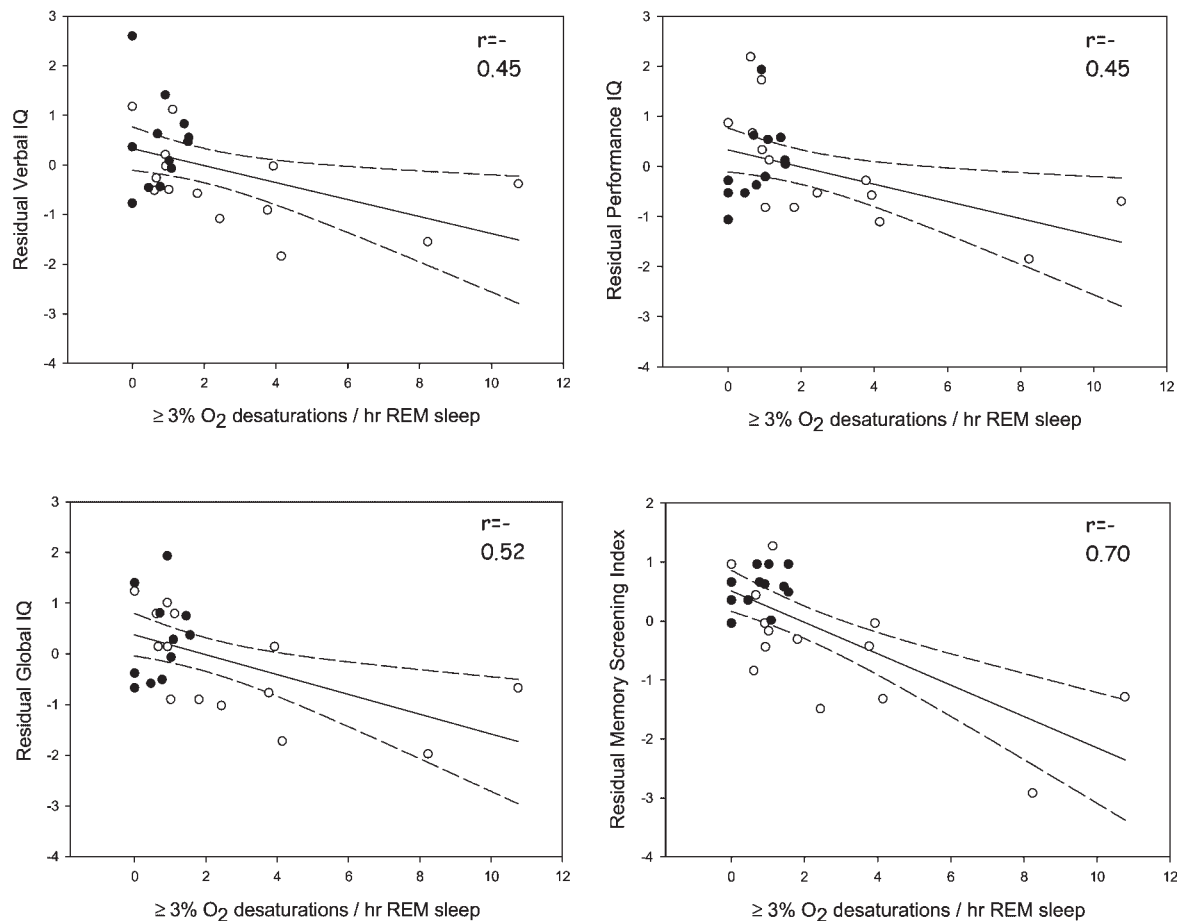 3
2
1
0
-1
-2
-3
-4
Residual Verbal IQ
r=-
0.45
0 2 4 6 8 10 12
≥ 3% O2 desaturations / hr REM sleep
3
2
1
0
-1
-2
-3
-4
Residual Performance IQ
r=-
0.45
0 2 4 6 8 10 12
≥ 3% O2 desaturations / hr REM sleep
3
2
1
0
-1
-2
-3
-4
Residual Global IQ
r=-
0.52
0 2 4 6 8 10 12
≥ 3% O2 desaturations / hr REM sleep
2
1
0
-1
-2
-3
-4
Residual Memory Screening Index
r=-
0.70
0 2 4 6 8 10 12
≥ 3% O2 desaturations / hr REM sleep